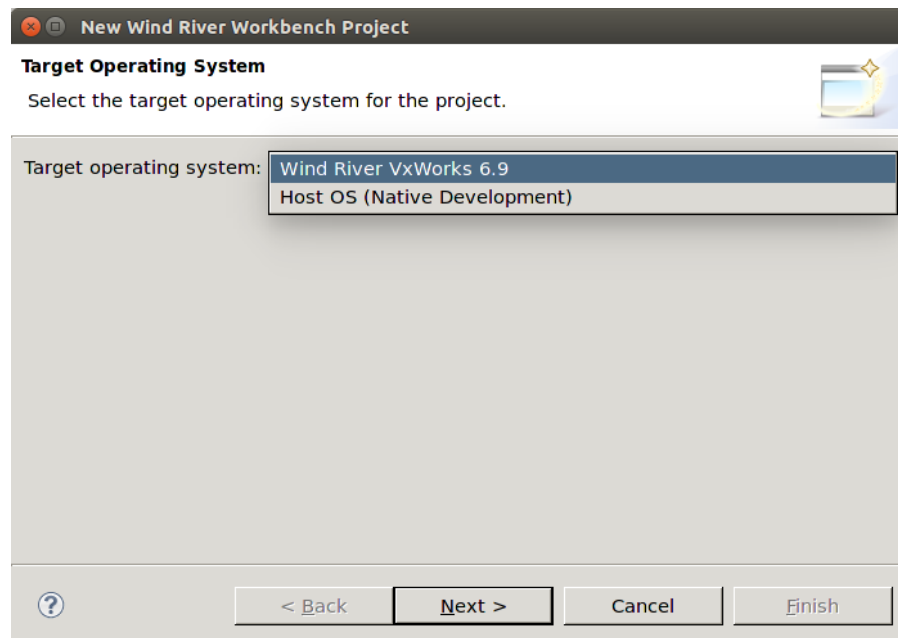 New Wind River Workbench Project
Target Operating System
Select the target operating system for the project.
Target operating system:
Wind River VxWorks 6.9
Host OS (Native Development)
?
< Back
Next >
Cancel
Finish